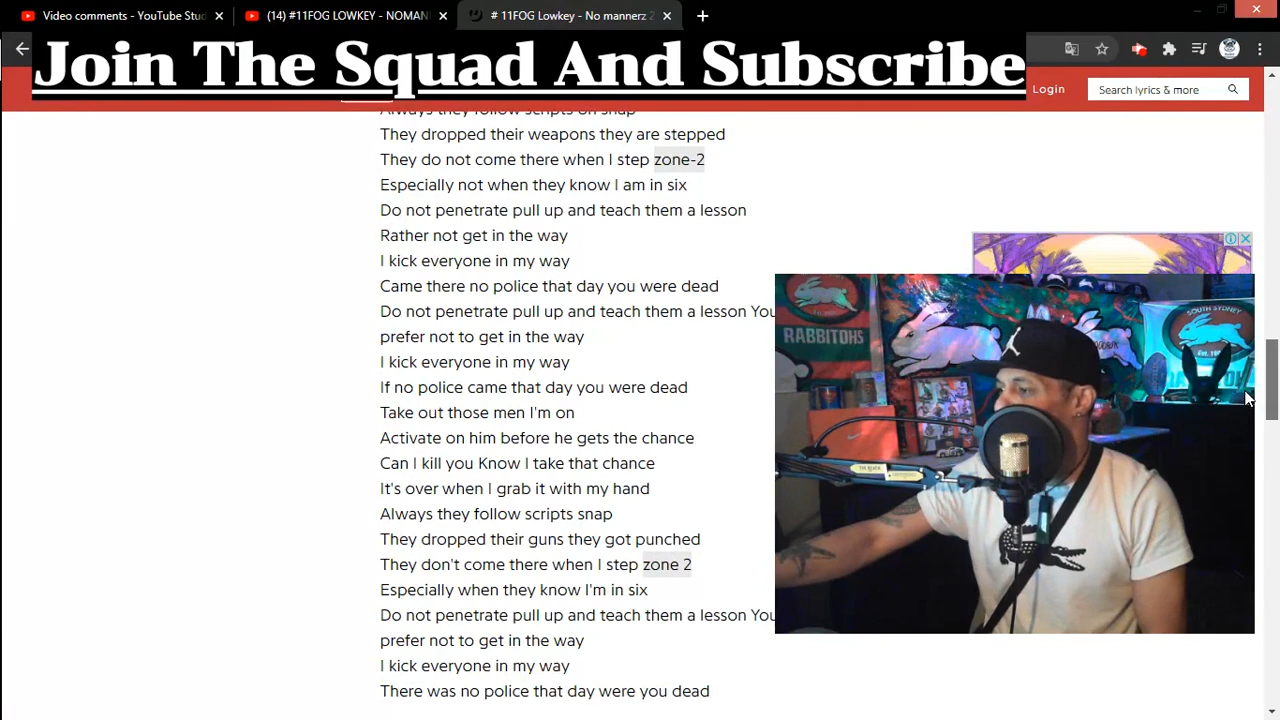 Video comments - YouTube Stu
(14) #11FOG LOWKEY - NOMAN
# 11FOG Lowkey - No mannerz 2
Join The Squad And Subscribe
Login
Search lyrics & more
Always they follow scripts on snap
They dropped their weapons they are stepped
They do not come there when I step zone-2
Especially not when they know I am in six
Do not penetrate pull up and teach them a lesson
Rather not get in the way
I kick everyone in my way
Came there no police that day you were dead
Do not penetrate pull up and teach them a lesson You
prefer not to get in the way
I kick everyone in my way
If no police came that day you were dead
Take out those men I'm on
Activate on him before he gets the chance
Can I kill you Know I take that chance
It's over when I grab it with my hand
Always they follow scripts snap
They dropped their guns they got punched
They don't come there when I step zone 2
Especially when they know I'm in six
Do not penetrate pull up and teach them a lesson You
prefer not to get in the way
I kick everyone in my way
There was no police that day were you dead
RABBITOHS
SOUTH SYDNEY